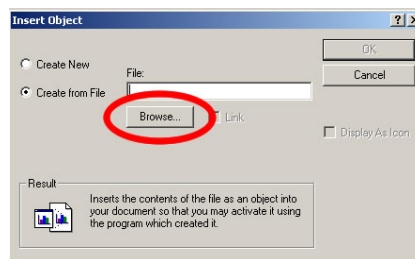 Insert Object
OK
Create New
File:
Cancel
Create from File
Browse...
Link
Display As Icon
Result
Inserts the contents of the file as an object into
your document so that you may activate it using
the program which created it.